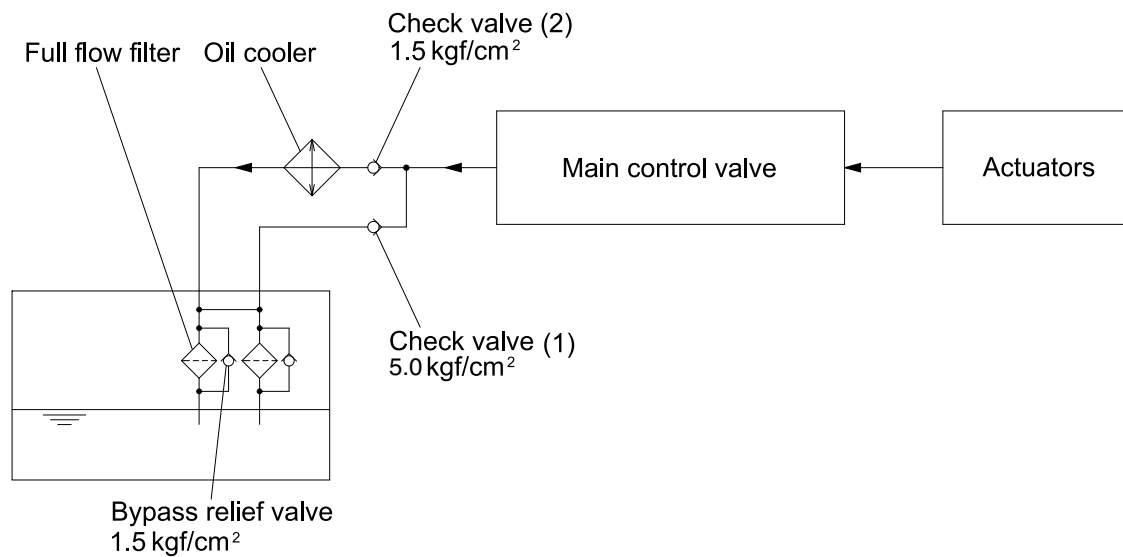 Check valve (2)
1.5 kgf/cm²
Full flow filter
Oil cooler
Main control valve
Actuators
Check valve (1)
5.0 kgf/cm²
Bypass relief valve
1.5 kgf/cm²